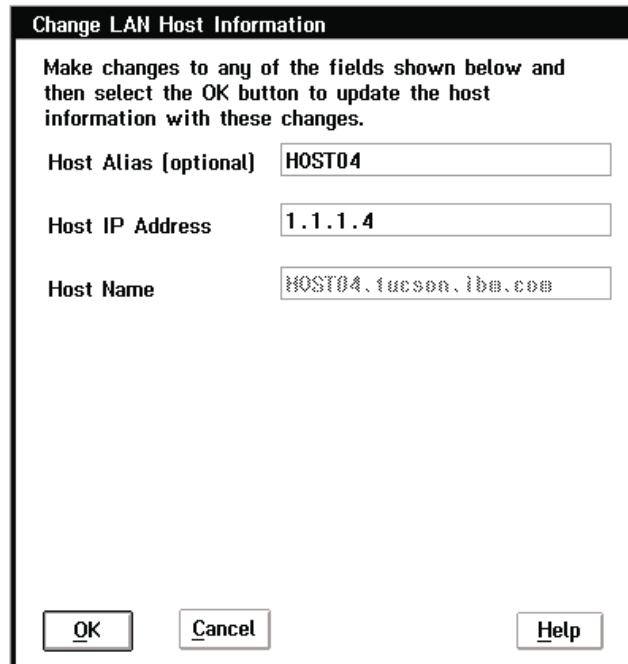 Change LAN Host Information
Make changes to any of the fields shown below and
then select the OK button to update the host
information with these changes.
Host Alias (optional) HOST04
Host IP Address 1.1.1.4
Host Name HOST04.tucson.ibm.com
OK Cancel Help